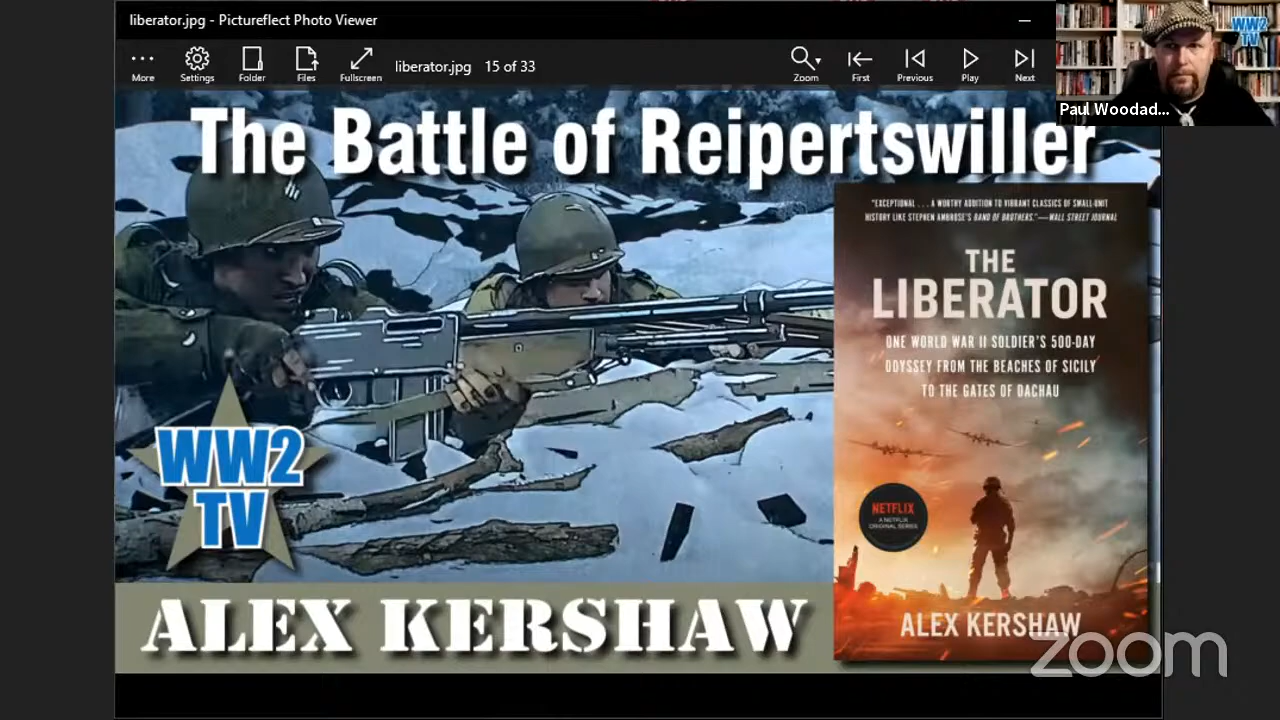 liberator.jpg - Pictureflect Photo Viewer
More
Settings
Folder
Files
Fullscreen
liberator.jpg 15 of 33
Zoom
First
Previous
Play
Next
WW2
TV
Paul Woodad...
The Battle of Reipertswiller
"EXCEPTIONAL . . . A WORTHY ADDITION TO VIBRANT CLASSICS OF SMALL-UNIT
HISTORY LIKE STEPHEN AMBROSE'S BAND OF BROTHERS."—WALL STREET JOURNAL
THE
LIBERATOR
ONE WORLD WAR II SOLDIER'S 500-DAY
ODYSSEY FROM THE BEACHES OF SICILY
TO THE GATES OF DACHAU
NETFLIX
A NETFLIX
ORIGINAL SERIES
ALEX KERSHAW
WW2
TV
ALEX KERSHAW
zoom